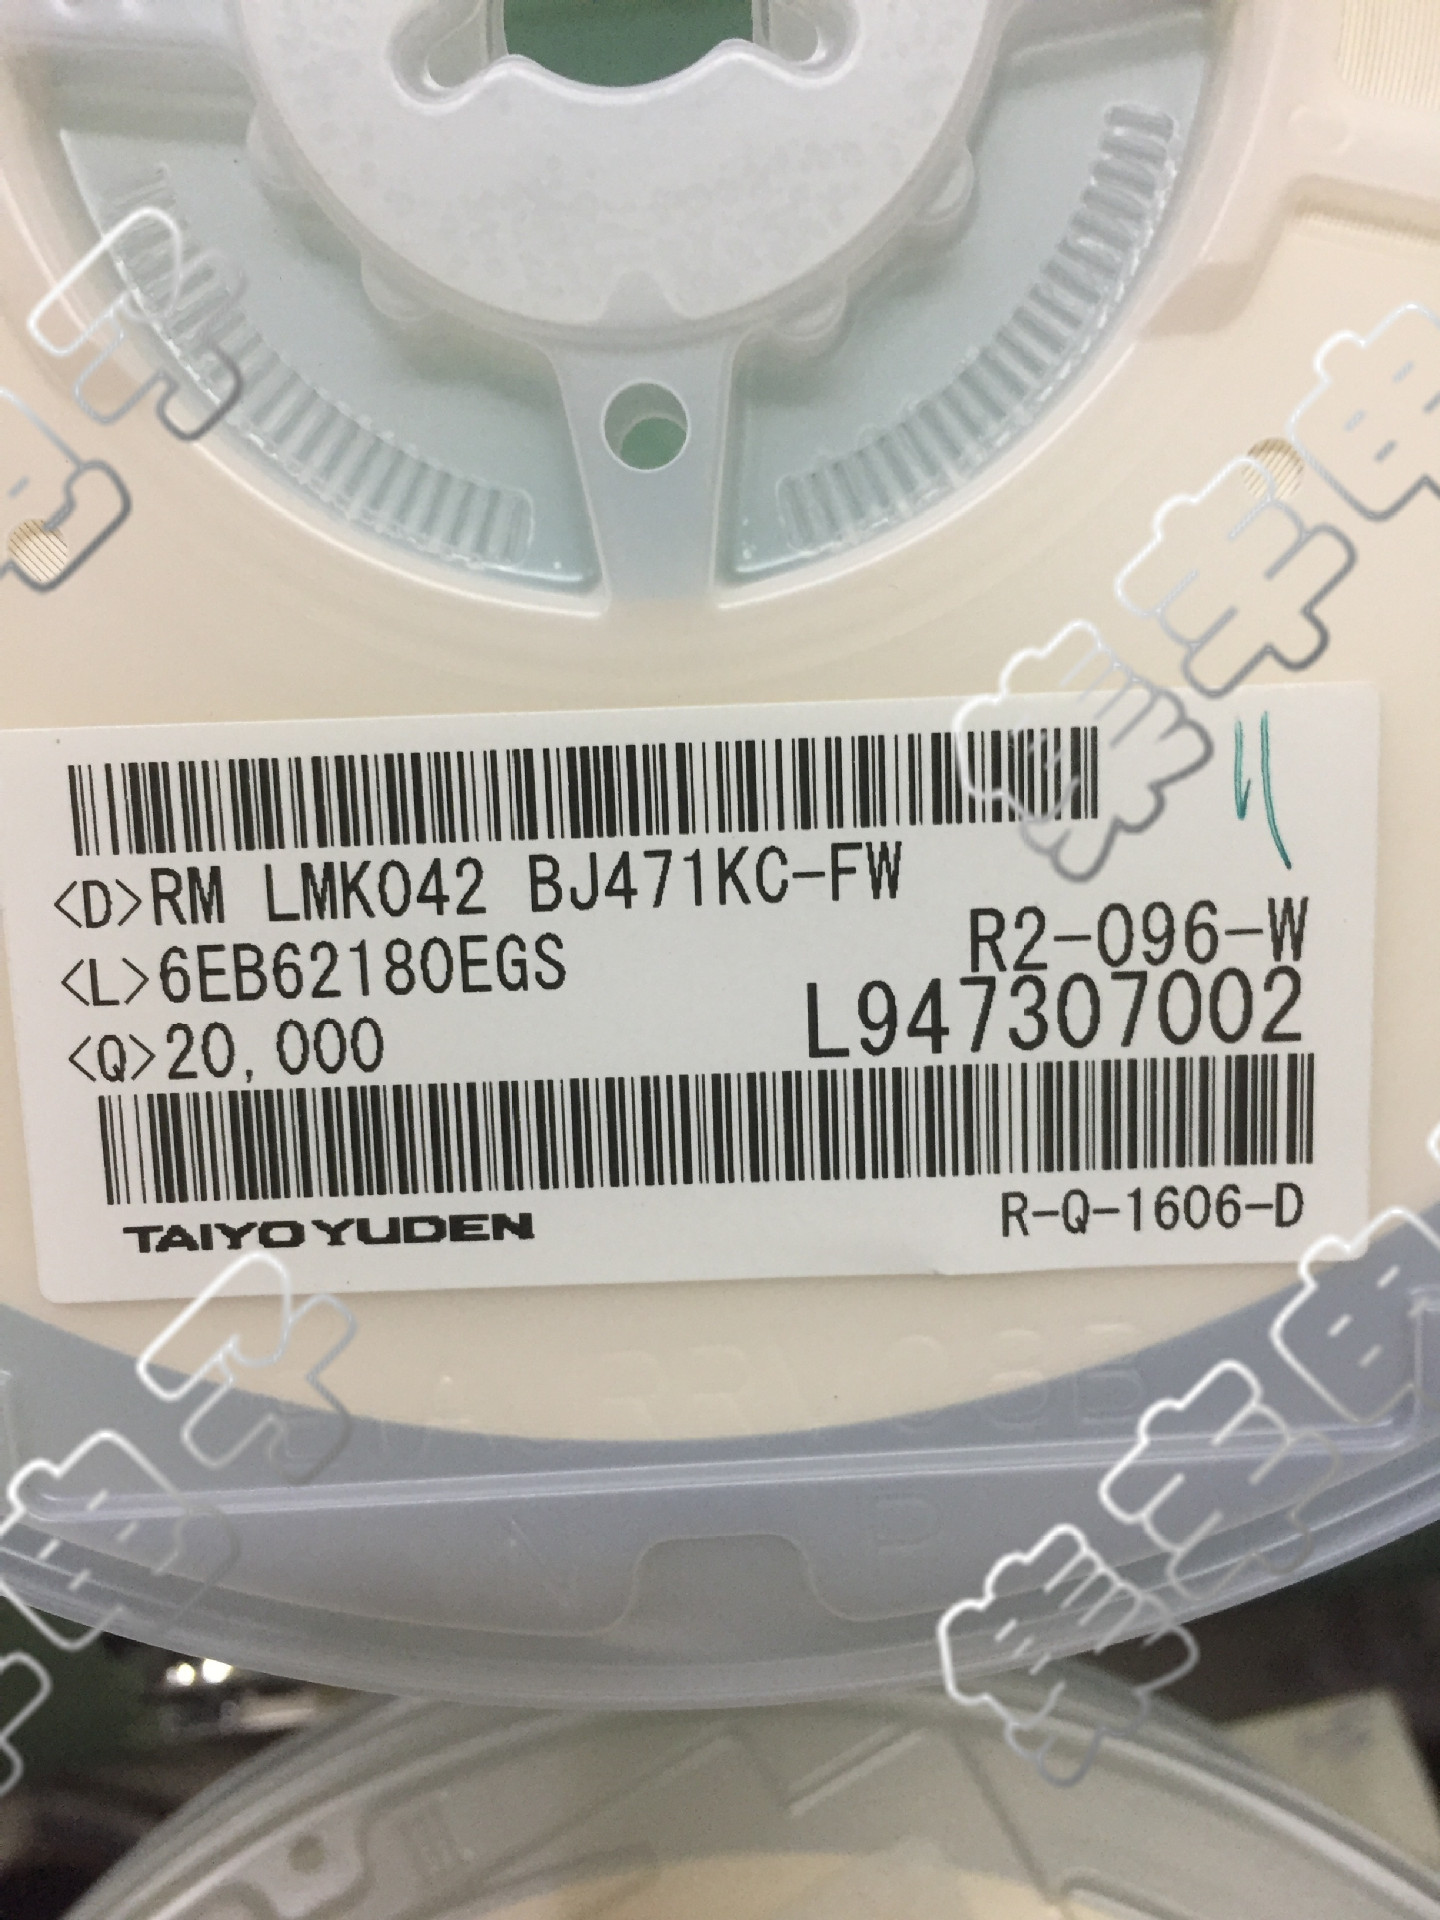 <D>RM LMK042 BJ471KC-FW
<L>6EB62180EGS
R2-096-W
<Q>20,000
L947307002
TAIYO YUDEN
R-Q-1606-D